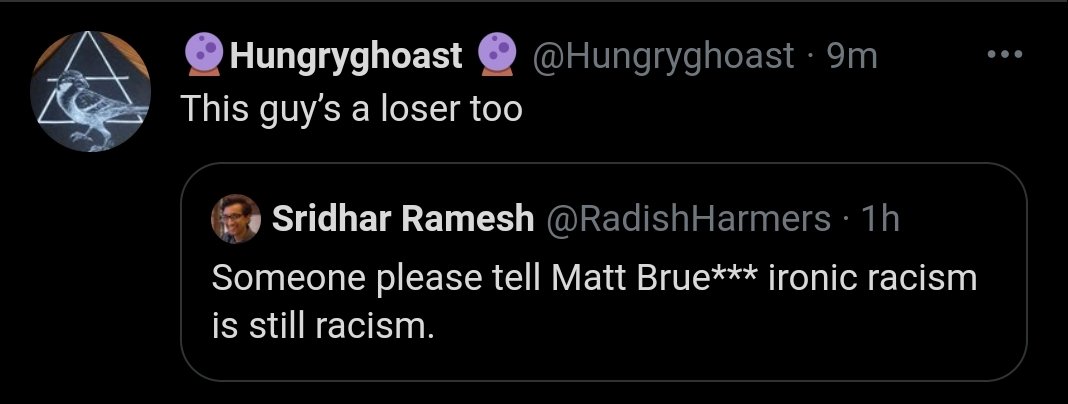 🔮Hungryghoast 🔮 @Hungryghoast · 9m
This guy’s a loser too
Sridhar Ramesh @RadishHarmers · 1h
Someone please tell Matt Brue*** ironic racism
is still racism.